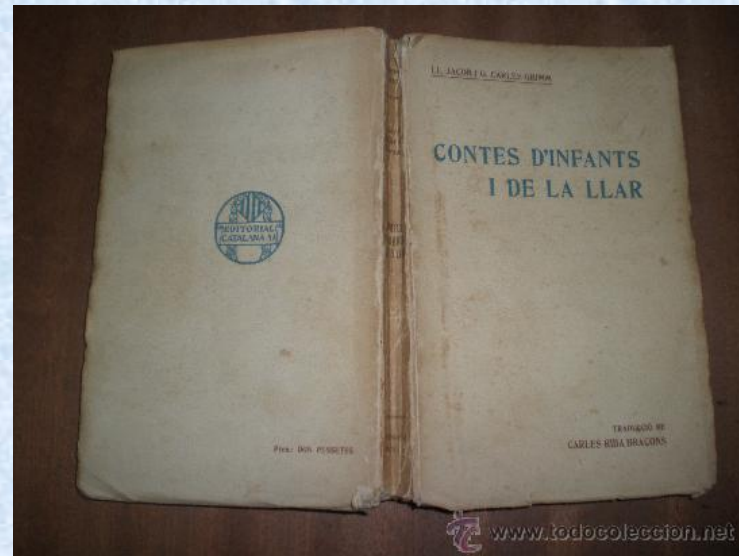 LL. JACOB I G. CARLES GRIMM
CONTES D'INFANTS
I DE LA LLAR
TRADUCCIÓ DE
CARLES RIBA BRACONS
EDITORIAL
CATALANA
Preu: DUES PESSETES
www.todocoleccion.net